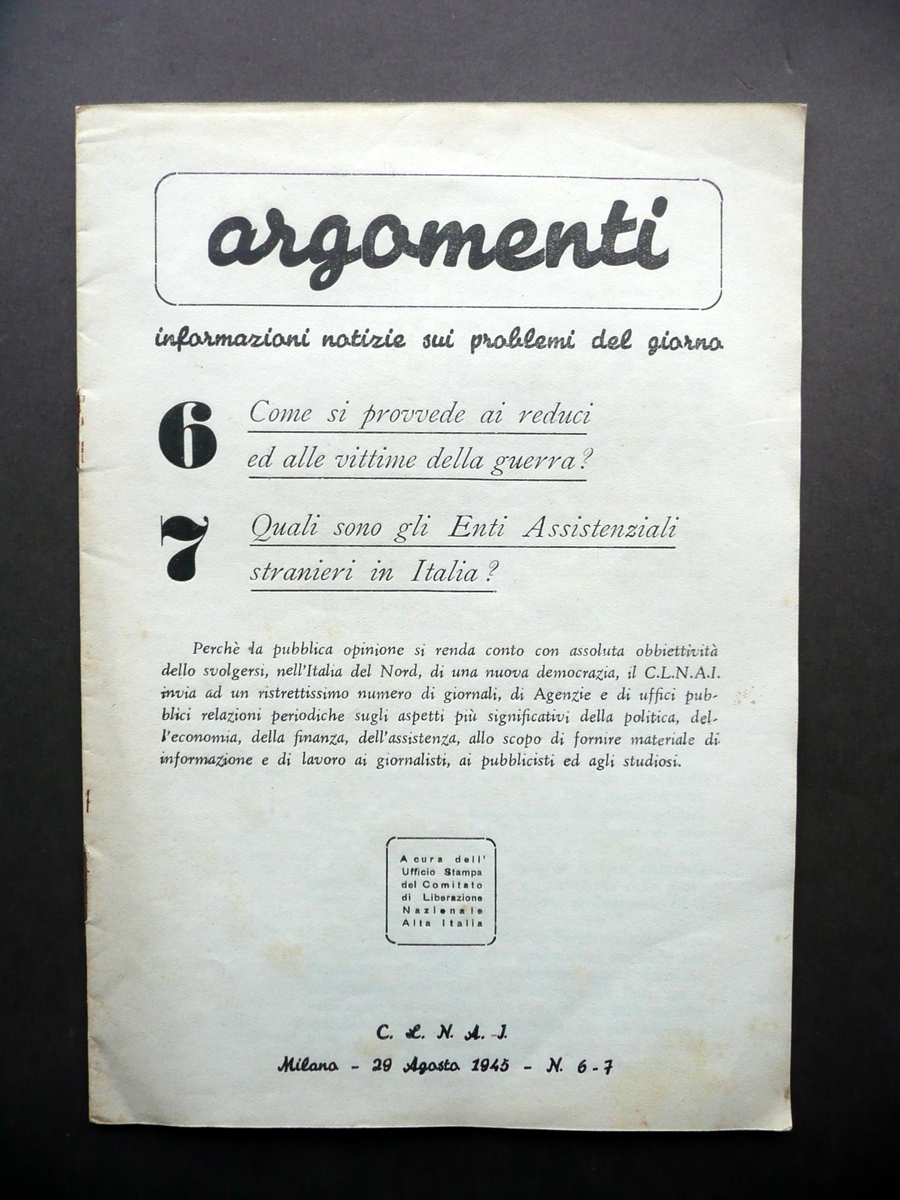 argomenti
informazioni notizie sui problemi del giorno
6
Come si provvede ai reduci
ed alle vittime della guerra?
7
Quali sono gli Enti Assistenziali
stranieri in Italia?
Perchè la pubblica opinione si renda conto con assoluta obbiettività
dello svolgersi, nell'Italia del Nord, di una nuova democrazia, il C.L.N.A.I.
invia ad un ristrettissimo numero di giornali, di Agenzie e di uffici pub-
blici relazioni periodiche sugli aspetti più significativi della politica, del-
l'economia, della finanza, dell'assistenza, allo scopo di fornire materiale di
informazione e di lavoro ai giornalisti, ai pubblicisti ed agli studiosi.
A cura dell'
Ufficio Stampa
del Comitato
di Liberazione
Nazionale
Alta Italia
C. L. N. A. I.
Milano - 29 Agosto 1945 - N. 6-7